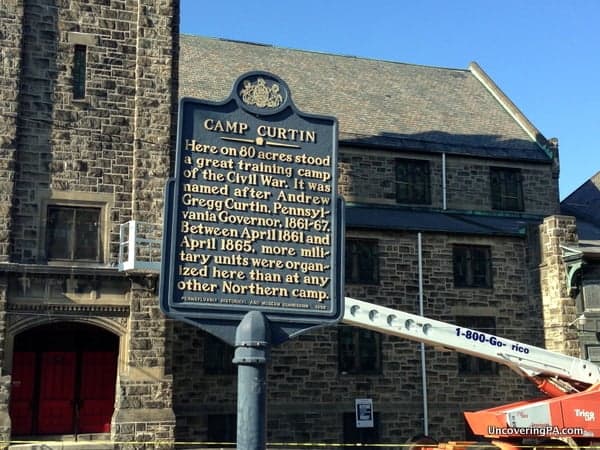 CAMP CURTIN
Here on 80 acres stood
a great training camp
of the Civil War. It was
named after Andrew
Gregg Curtin, Pennsyl-
vania Governor, 1861-67.
Between April 1861 and
April 1865, more mili-
tary units were organ-
ized here than at any
other Northern camp.
PENNSYLVANIA HISTORICAL AND MUSEUM COMMISSION
1-800-Go- rico
Trico
UncoveringPA.com